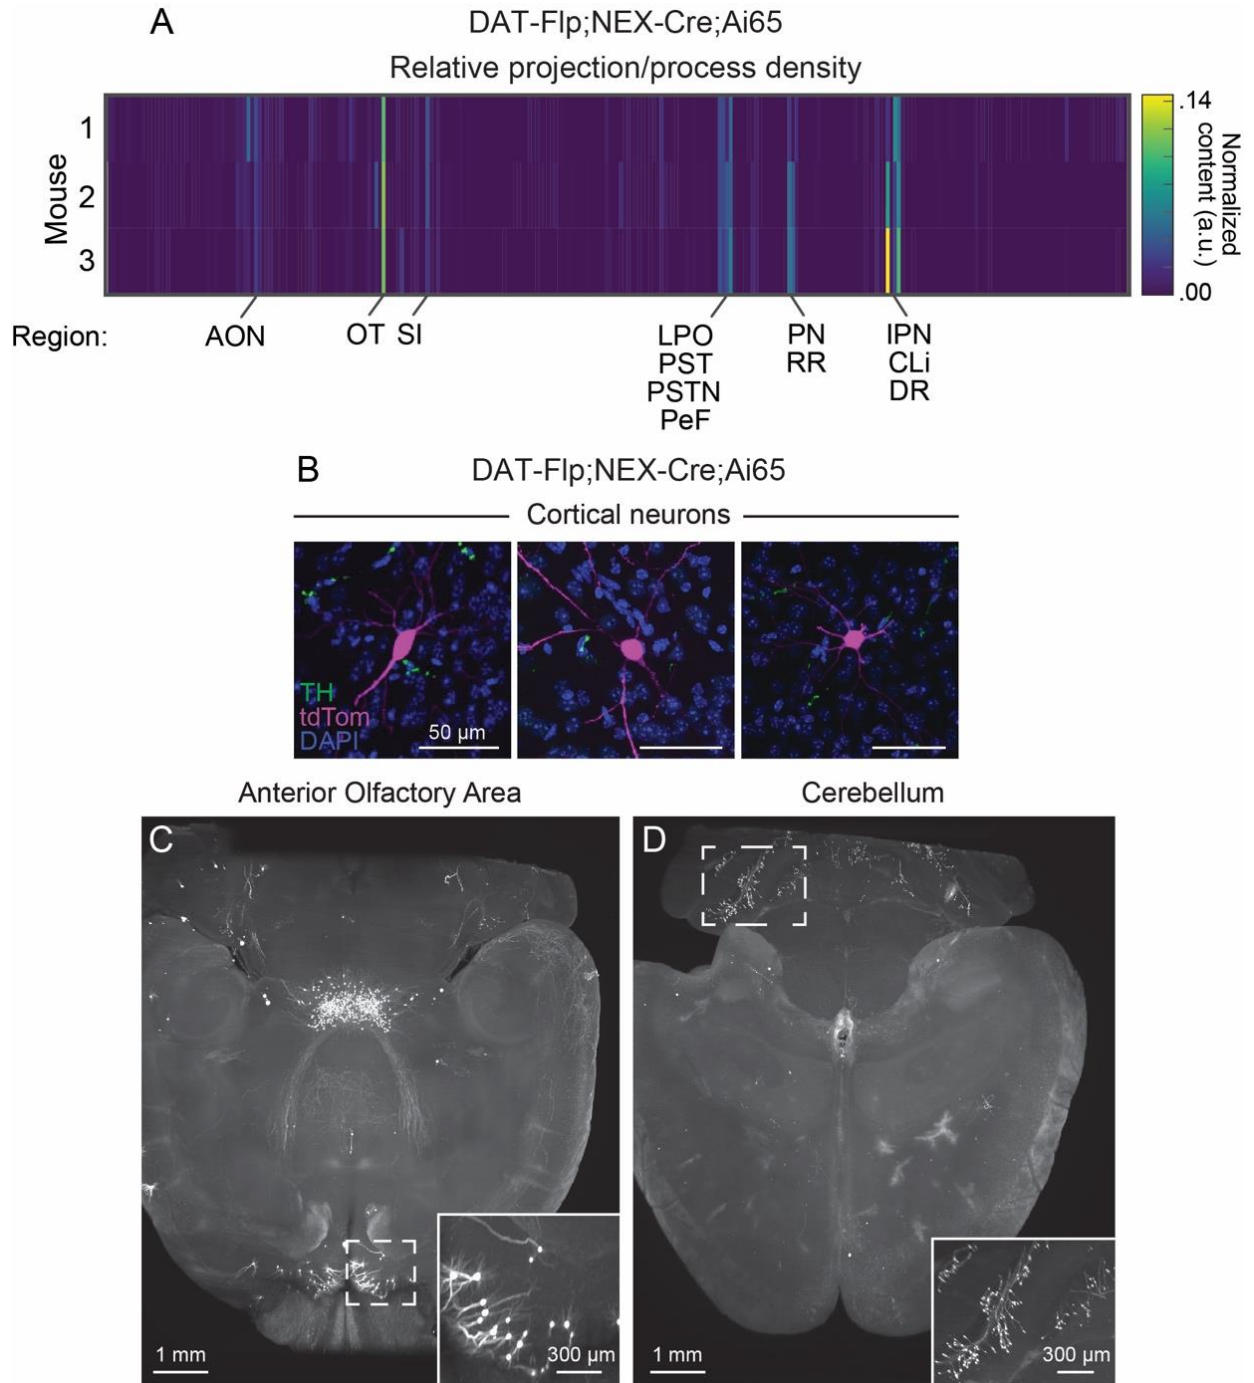 A
DAT-Flp;NEX-Cre;Ai65
Relative projection/process density
Mouse
1
2
3
.14
.00
Normalized
content (a.u.)
Region:
AON
OT
SI
LPO
PST
PSTN
PeF
PN
RR
IPN
CLi
DR
B
DAT-Flp;NEX-Cre;Ai65
Cortical neurons
TH
tdTom
DAPI
50 µm
Anterior Olfactory Area
Cerebellum
C
1 mm
300 µm
D
1 mm
300 µm